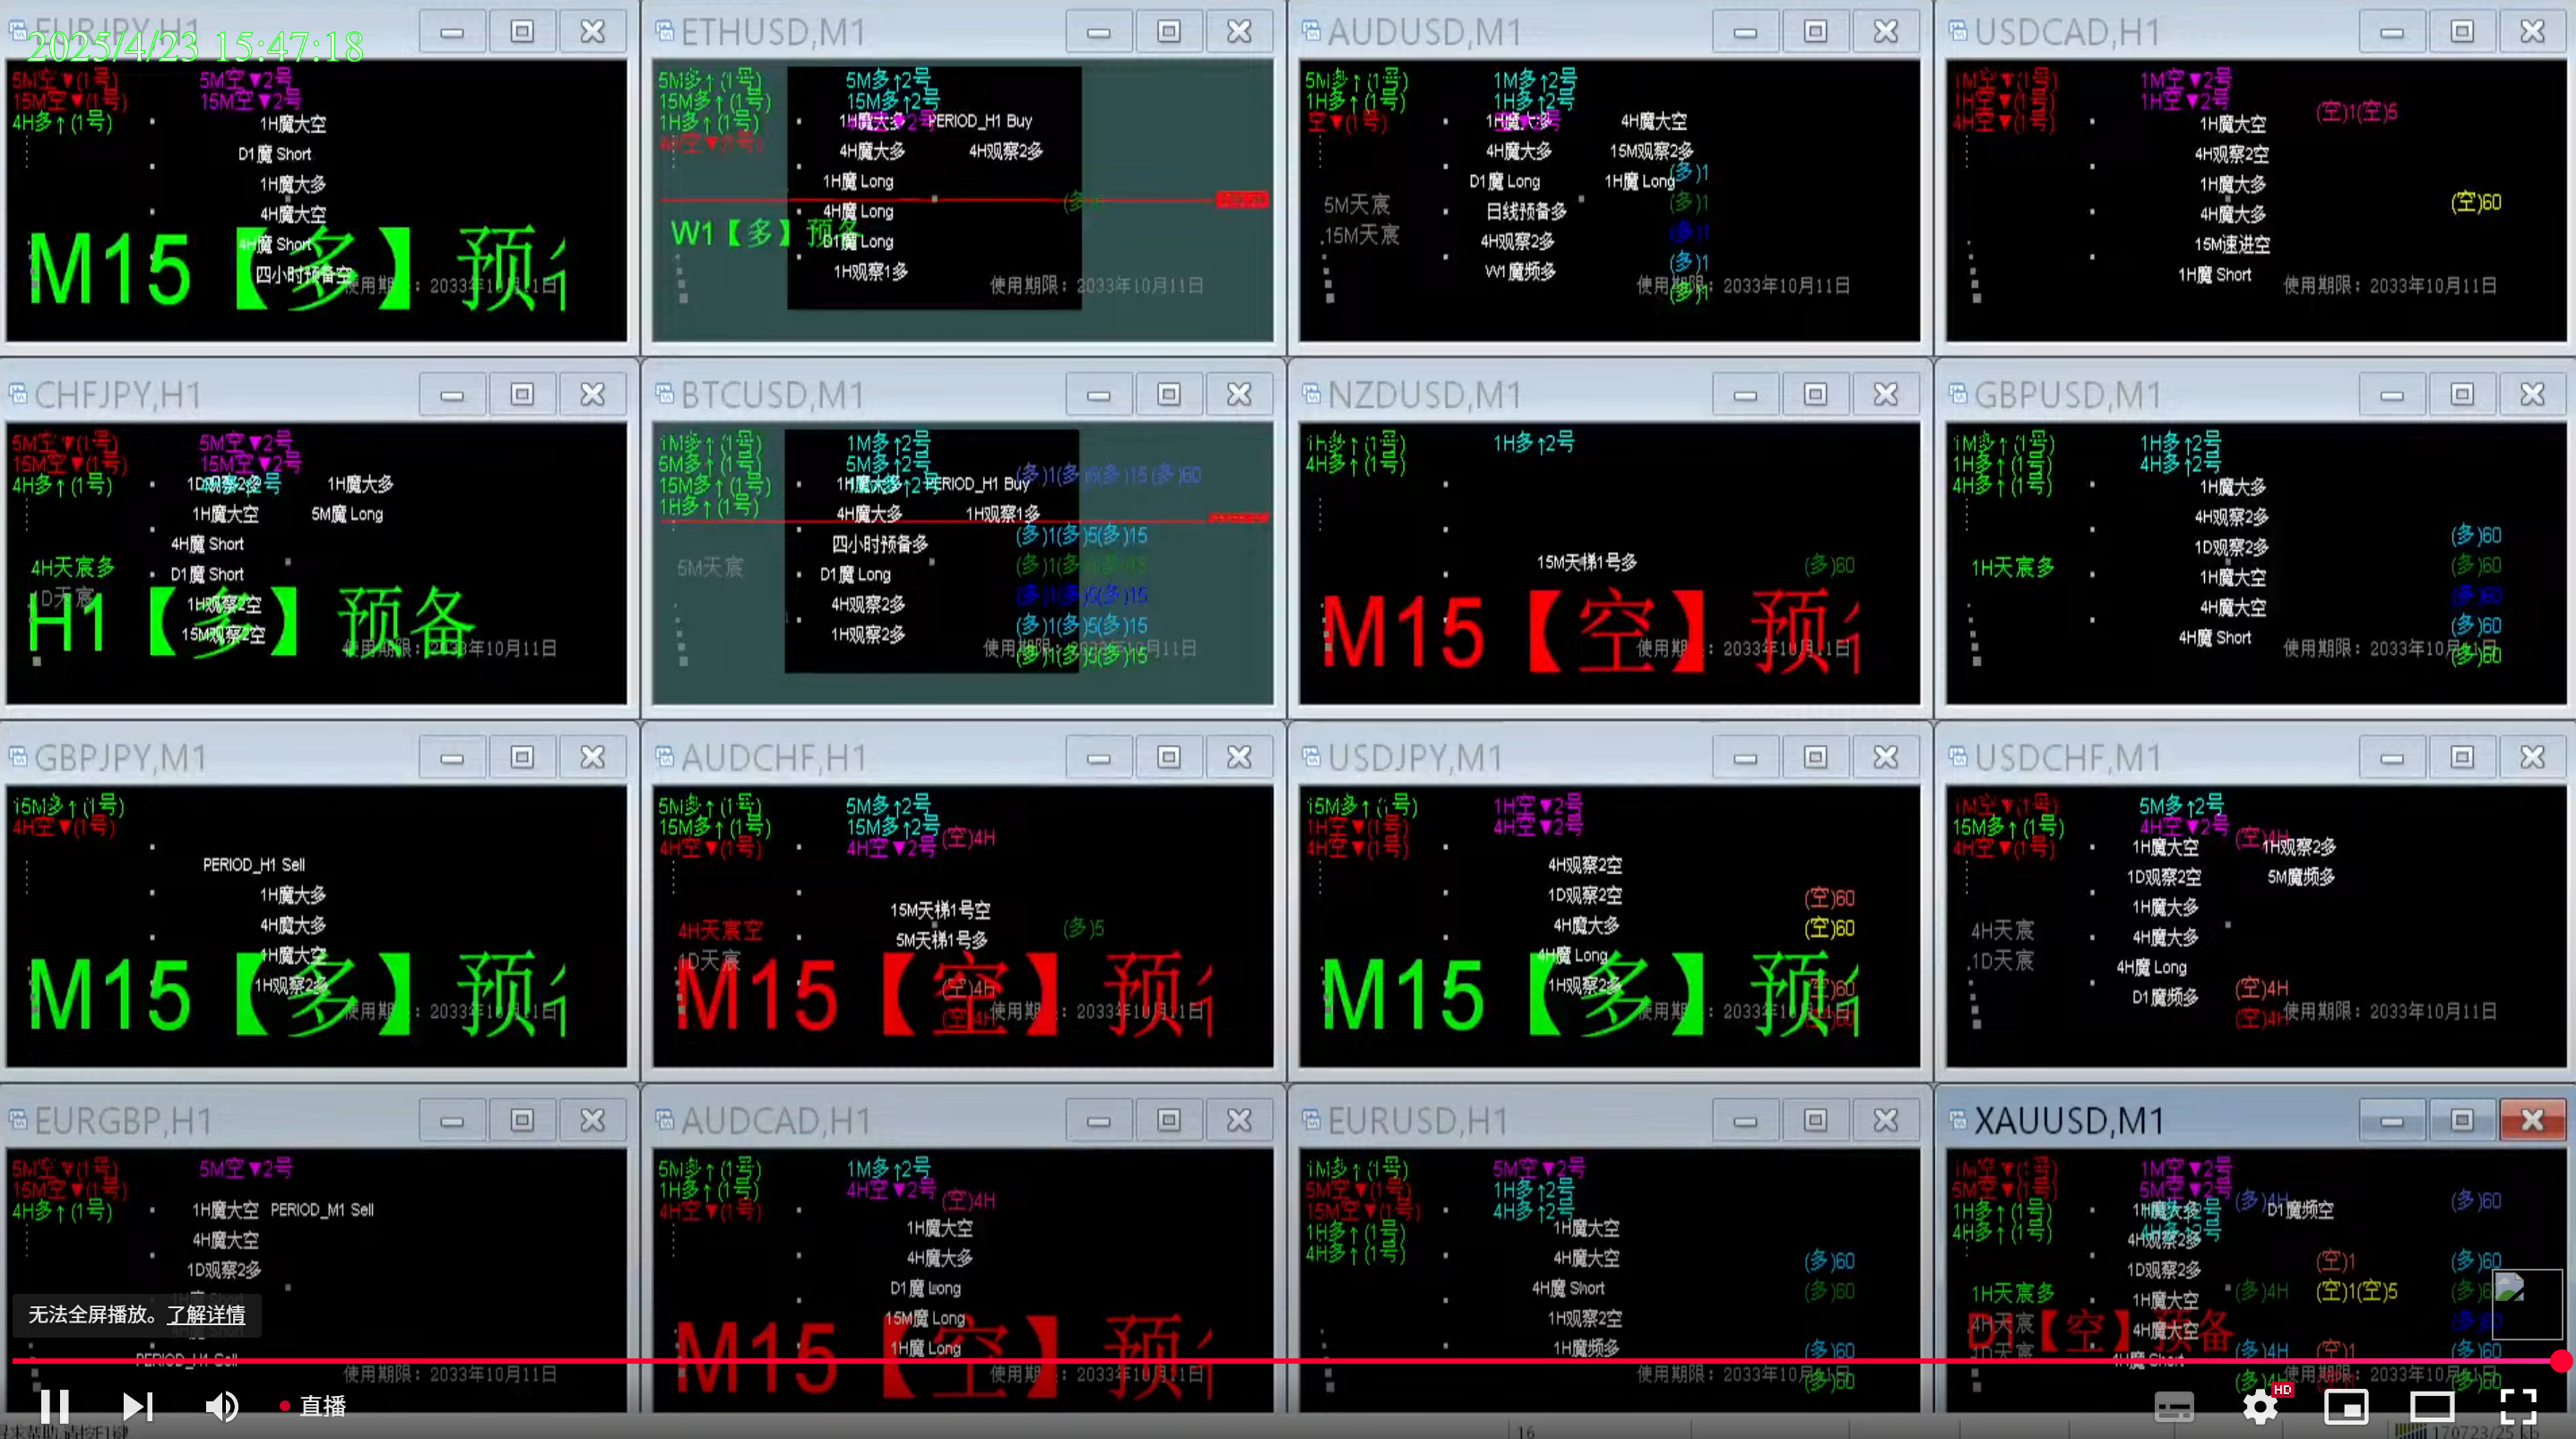 EURJPY,H1
2025/4/23 15:47:18
5M空▼(1号)
5M空▼2号
15M空▼(1号)
15M空▼2号
4H多↑(1号)
1H魔大空
D1魔 Short
1H魔大多
4H魔大空
4H魔 Short
四小时预备空
M15【多】预
2033年10月11日
ETHUSD,M1
5M多↑(1号)
5M多↑2号
15M多↑(1号)
15M多↑2号
1H多↑(1号)
1H魔大多
PERIOD_H1 Buy
4H空▼(1号)
4H魔大多
4H观察2多
1H魔 Long
4H魔 Long
W1【多】预备
D1魔 Long
1H观察1多
使用期限：2033年10月11日
AUDUSD,M1
5M多↑(1号)
1M多↑2号
1H多↑(1号)
1H多↑2号
空▼(1号)
1H魔大多
4H魔大空
4H魔大多
15M观察2多
(多)1
D1魔 Long
1H魔 Long
5M天宸
日线预备多
(多)1
15M天宸
4H观察2多
(多)1
(多)1
W1魔频多
使用期限：2033年10月11日
(多)1
USDCAD,H1
1M空▼(1号)
1M空▼2号
1H空▼(1号)
1H空▼2号
4H空▼(1号)
(空)1(空)5
1H魔大空
4H观察2空
1H魔大多
(空)60
4H魔大多
15M速进空
1H魔 Short
使用期限：2033年10月11日
CHFJPY,H1
5M空▼(1号)
5M空▼2号
15M空▼(1号)
15M空▼2号
4H多↑(1号)
1D观察2多
1H魔大多
1H魔大空
5M魔 Long
4H魔 Short
4H天宸多
D1魔 Short
1D天宸
1H观察2空
15M观察2空
H1【多】预备
使用期限：2033年10月11日
BTCUSD,M1
1M多↑(1号)
1M多↑2号
5M多↑(1号)
5M多↑2号
15M多↑(1号)
1H多↑(1号)
1H魔大多
PERIOD_H1 Buy
(多)1(多)5(多)15(多)60
4H魔大多
1H观察1多
四小时预备多
(多)1(多)5(多)15
5M天宸
D1魔 Long
(多)1(多)5(多)15
4H观察2多
(多)1(多)5(多)15
1H观察2多
(多)1(多)5(多)15
使用期限：2033年10月11日
(多)1(多)5(多)15
NZDUSD,M1
1H多↑(1号)
1H多↑2号
4H多↑(1号)
15M天梯1号多
(多)60
M15【空】预
使用期限：2033年10月11日
GBPUSD,M1
1M多↑(1号)
1H多↑2号
1H多↑(1号)
4H多↑2号
4H多↑(1号)
1H魔大多
4H观察2多
1D观察2多
(多)60
1H天宸多
1H魔大空
(多)60
4H魔大空
(多)60
4H魔 Short
(多)60
使用期限：2033年10月11日
(多)60
GBPJPY,M1
15M多↑(1号)
4H空▼(1号)
PERIOD_H1 Sell
1H魔大多
4H魔大多
1H魔大空
1H观察2多
M15【多】预
2033年10月11日
AUDCHF,H1
5M多↑(1号)
5M多↑2号
15M多↑(1号)
15M多↑2号
4H空▼(1号)
4H空▼2号
(空)4H
15M天梯1号空
4H天宸空
5M天梯1号多
(多)5
1D天宸
(空)4H
(空)4H
M15【空】预
使用期限：2033年10月11日
USDJPY,M1
15M多↑(1号)
1H空▼2号
1H空▼(1号)
4H空▼2号
4H空▼(1号)
4H观察2空
1D观察2空
(空)60
4H魔大多
(空)60
4H魔 Long
1H观察2多
(空)60
M15【多】预
2033年10月11日
USDCHF,M1
1M空▼(1号)
5M多↑2号
15M多↑(1号)
4H空▼2号
(空)4H
4H空▼(1号)
1H魔大空
1H观察2多
1D观察2空
5M魔频多
1H魔大多
4H天宸
4H魔大多
1D天宸
4H魔 Long
D1魔频多
(空)4H
(空)4H
使用期限：2033年10月11日
EURGBP,H1
5M空▼(1号)
5M空▼2号
15M空▼(1号)
4H多↑(1号)
1H魔大空
PERIOD_M1 Sell
4H魔大空
1D观察2多
无法全屏播放。了解详情
PERIOD_H1 Sell
使用期限：2033年10月11日
AUDCAD,H1
5M多↑(1号)
1M多↑2号
1H多↑(1号)
4H空▼2号
(空)4H
4H空▼(1号)
1H魔大空
4H魔大多
D1魔 Long
15M魔 Long
1H魔 Long
M15【空】预
使用期限：2033年10月11日
EURUSD,H1
1M多↑(1号)
5M空▼2号
5M空▼(1号)
1H多↑2号
15M空▼(1号)
4H多↑2号
1H多↑(1号)
4H多↑(1号)
1H魔大空
4H魔大空
(多)60
4H魔 Short
(多)60
1H观察2空
1H魔频多
(多)60
使用期限：2033年10月11日
(多)60
XAUUSD,M1
1M空▼(1号)
1M空▼2号
5M空▼(1号)
5M空▼2号
1H多↑(1号)
1H魔大多
(多)4H
D1魔频空
(多)60
4H多↑(1号)
4H观察2多
1D观察2多
(空)1
(多)60
1H天宸多
1H魔大空
(多)4H
(空)1(空)5
4H天宸
4H魔大空
D1【空】预备
1D天宸
(多)4H
(空)1
(多)60
4H魔 Short
使用期限：2033年10月11日
直播
HD
16
170723/25 kb